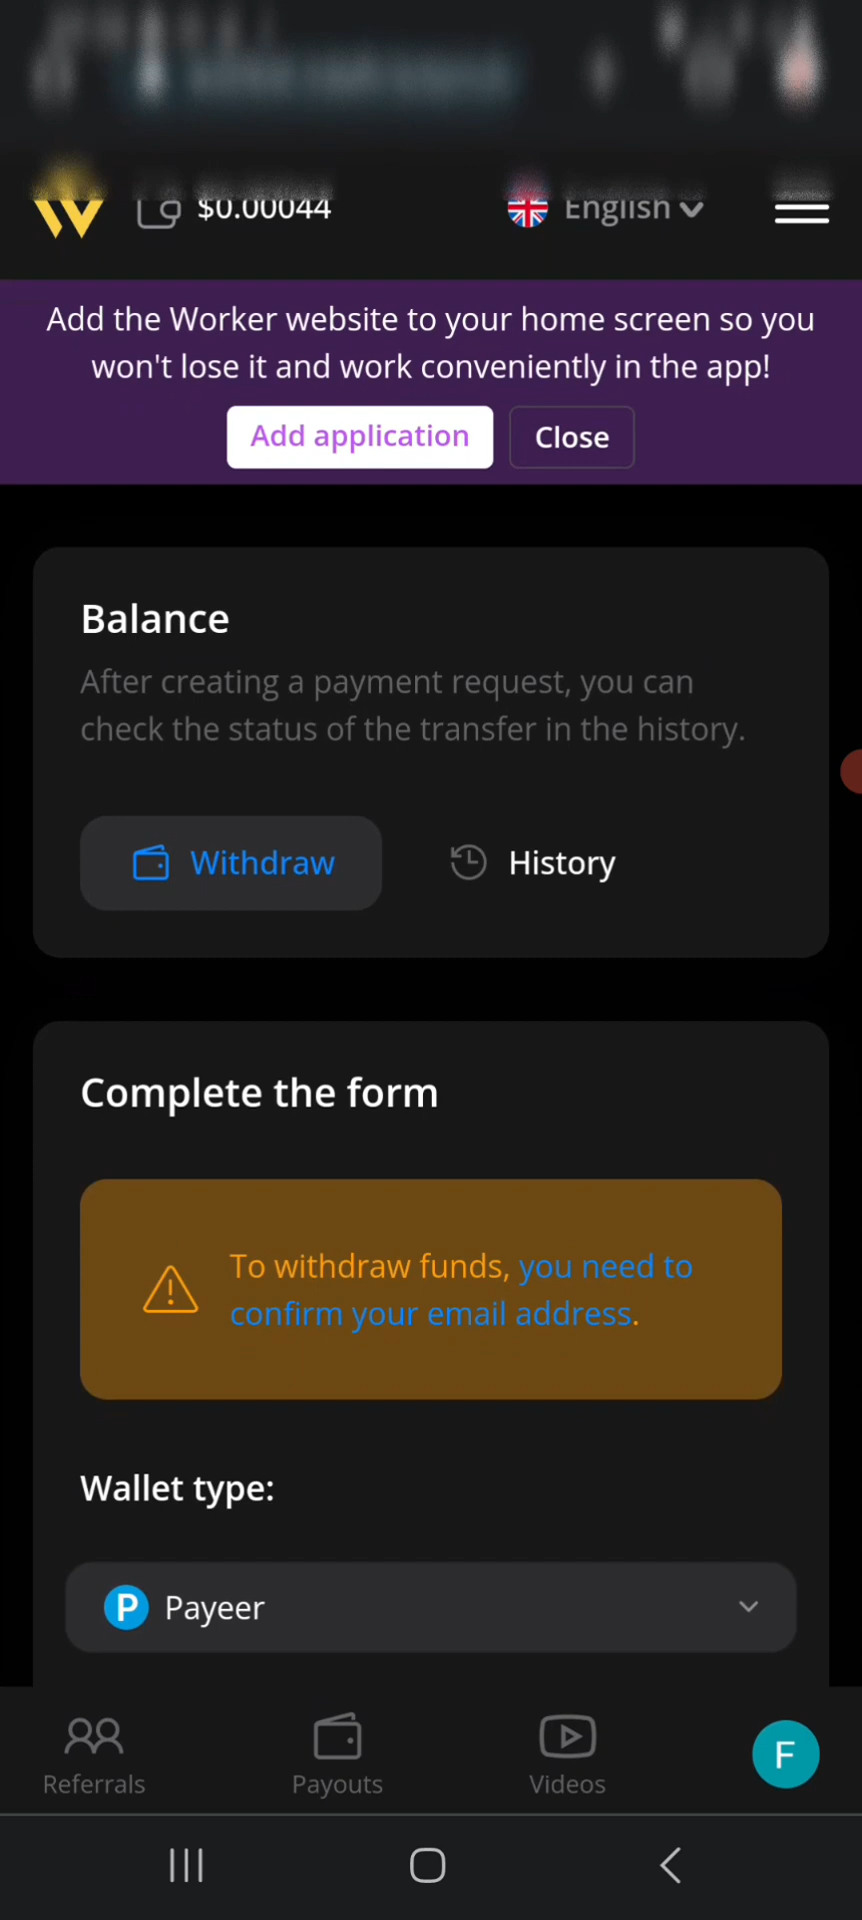 $0.00044
English
Add the Worker website to your home screen so you
won't lose it and work conveniently in the app!
Add application
Close
Balance
After creating a payment request, you can
check the status of the transfer in the history.
Withdraw
History
Complete the form
To withdraw funds, you need to
confirm your email address.
Wallet type:
P Payeer
Referrals
Payouts
Videos
F